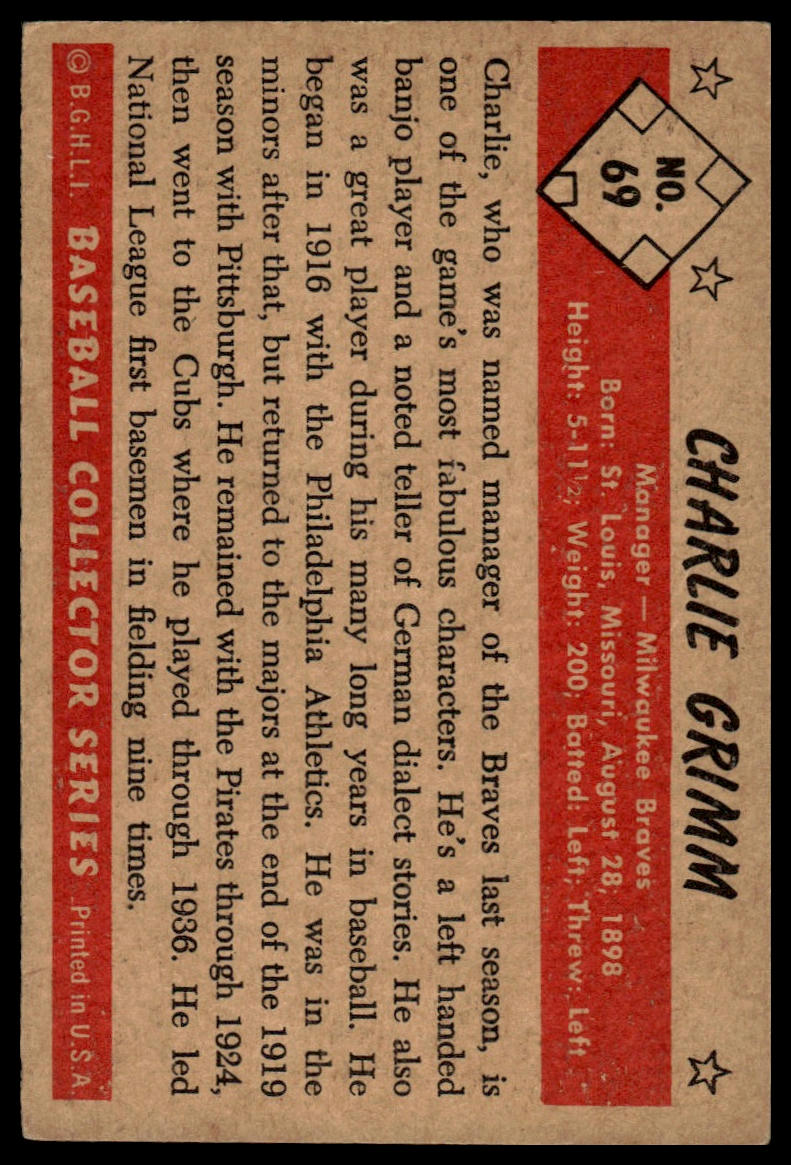 CHARLIE GRIMM
NO.
69
Manager — Milwaukee Braves
Born: St. Louis, Missouri, August 28, 1898
Height: 5-11½; Weight: 200; Batted: Left; Threw: Left
Charlie, who was named manager of the Braves last season, is
one of the game's most fabulous characters. He's a left handed
banjo player and a noted teller of German dialect stories. He also
was a great player during his many long years in baseball. He
began in 1916 with the Philadelphia Athletics. He was in the
minors after that, but returned to the majors at the end of the 1919
season with Pittsburgh. He remained with the Pirates through 1924,
then went to the Cubs where he played through 1936. He led
National League first basemen in fielding nine times.
© B.G.H.L.I. BASEBALL COLLECTOR SERIES Printed in U.S.A.